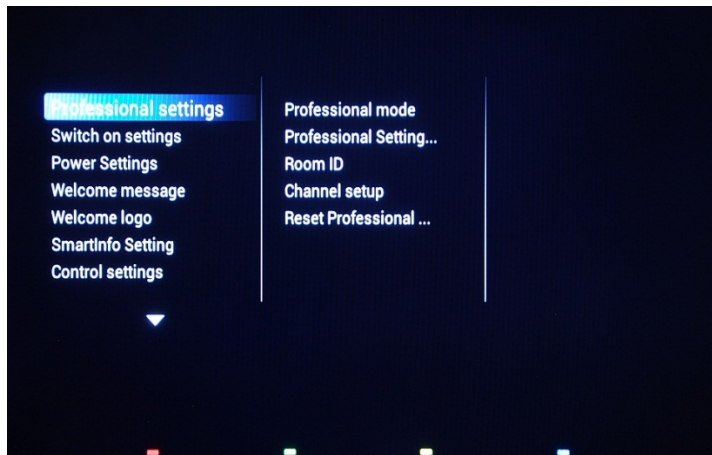 Professional settings
Switch on settings
Power Settings
Welcome message
Welcome logo
SmartInfo Setting
Control settings
Professional mode
Professional Setting...
Room ID
Channel setup
Reset Professional ...